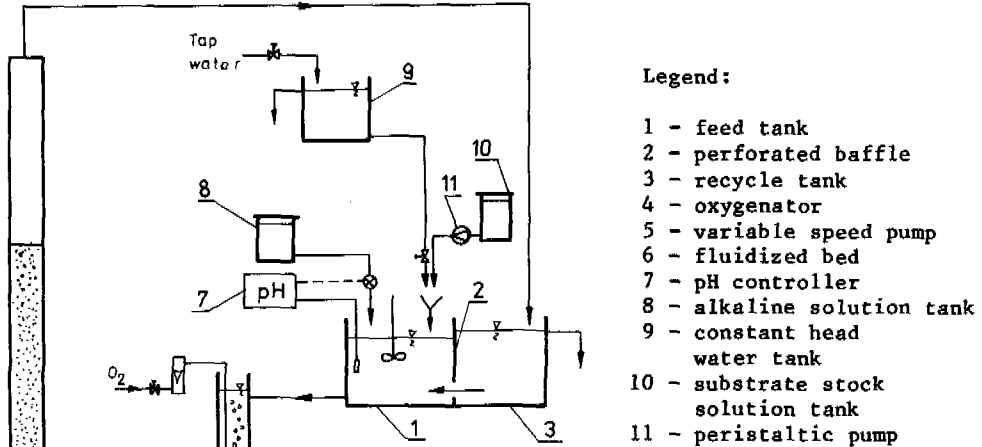 Tap
water
9
10
11
8
7
pH
2
O2
1
3
Legend:
1 - feed tank
2 - perforated baffle
3 - recycle tank
4 - oxygenator
5 - variable speed pump
6 - fluidized bed
7 - pH controller
8 - alkaline solution tank
9 - constant head
water tank
10 - substrate stock
solution tank
11 - peristaltic pump